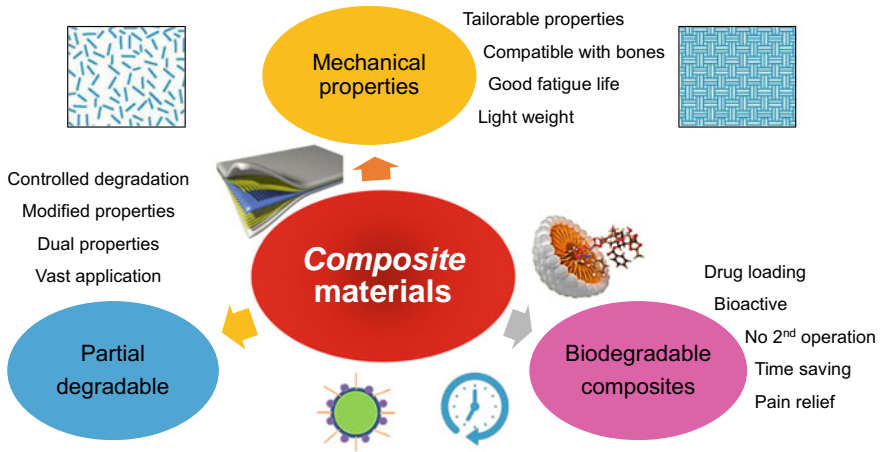 Tailorable properties
Compatible with bones
Good fatigue life
Light weight
Mechanical
properties
Controlled degradation
Modified properties
Dual properties
Vast application
Composite
materials
Drug loading
Bioactive
No 2nd operation
Time saving
Pain relief
Partial
degradable
Biodegradable
composites